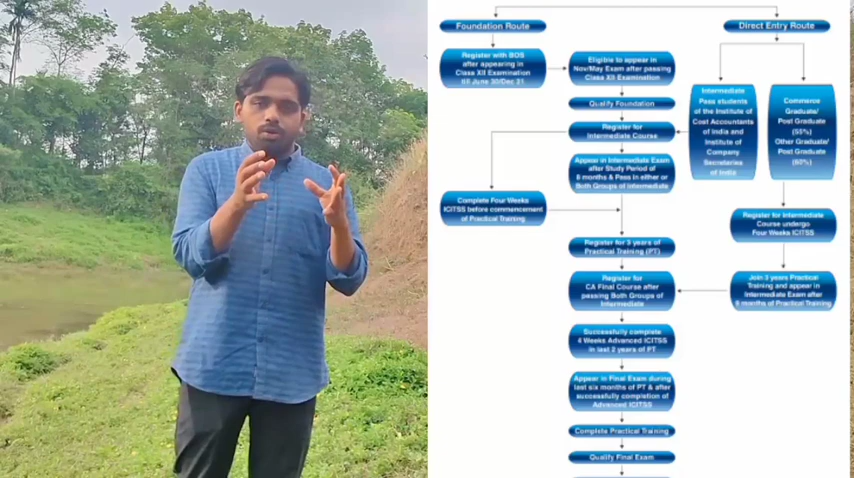 Foundation Route
Direct Entry Route
Register with BOS
after appearing in
Class XII Examination
till June 30/Dec 31
Eligible to appear in
Nov/May Exam after passing
Class XII Examination
Qualify Foundation
Register for
Intermediate Course
Appear in Intermediate Exam
after Study Period of
8 months & Pass in either or
Both Groups of Intermediate
Intermediate
Pass students
of the Institute of
Cost Accountants
of India and
Institute of
Company
Secretaries
of India
Commerce
Graduate/
Post Graduate
(55%)
Other Graduate/
Post Graduate
(60%)
Complete Four Weeks
ICITSS before commencement
of Practical Training
Register for Intermediate
Course undergo
Four Weeks ICITSS
Register for 3 years of
Practical Training (PT)
Register for
CA Final Course after
passing Both Groups of
Intermediate
Join 3 years Practical
Training and appear in
Intermediate Exam after
9 months of Practical Training
Successfully complete
4 Weeks Advanced ICITSS
in last 2 years of PT
Appear in Final Exam during
last six months of PT & after
successfully completion of
Advanced ICITSS
Complete Practical Training
Qualify Final Exam